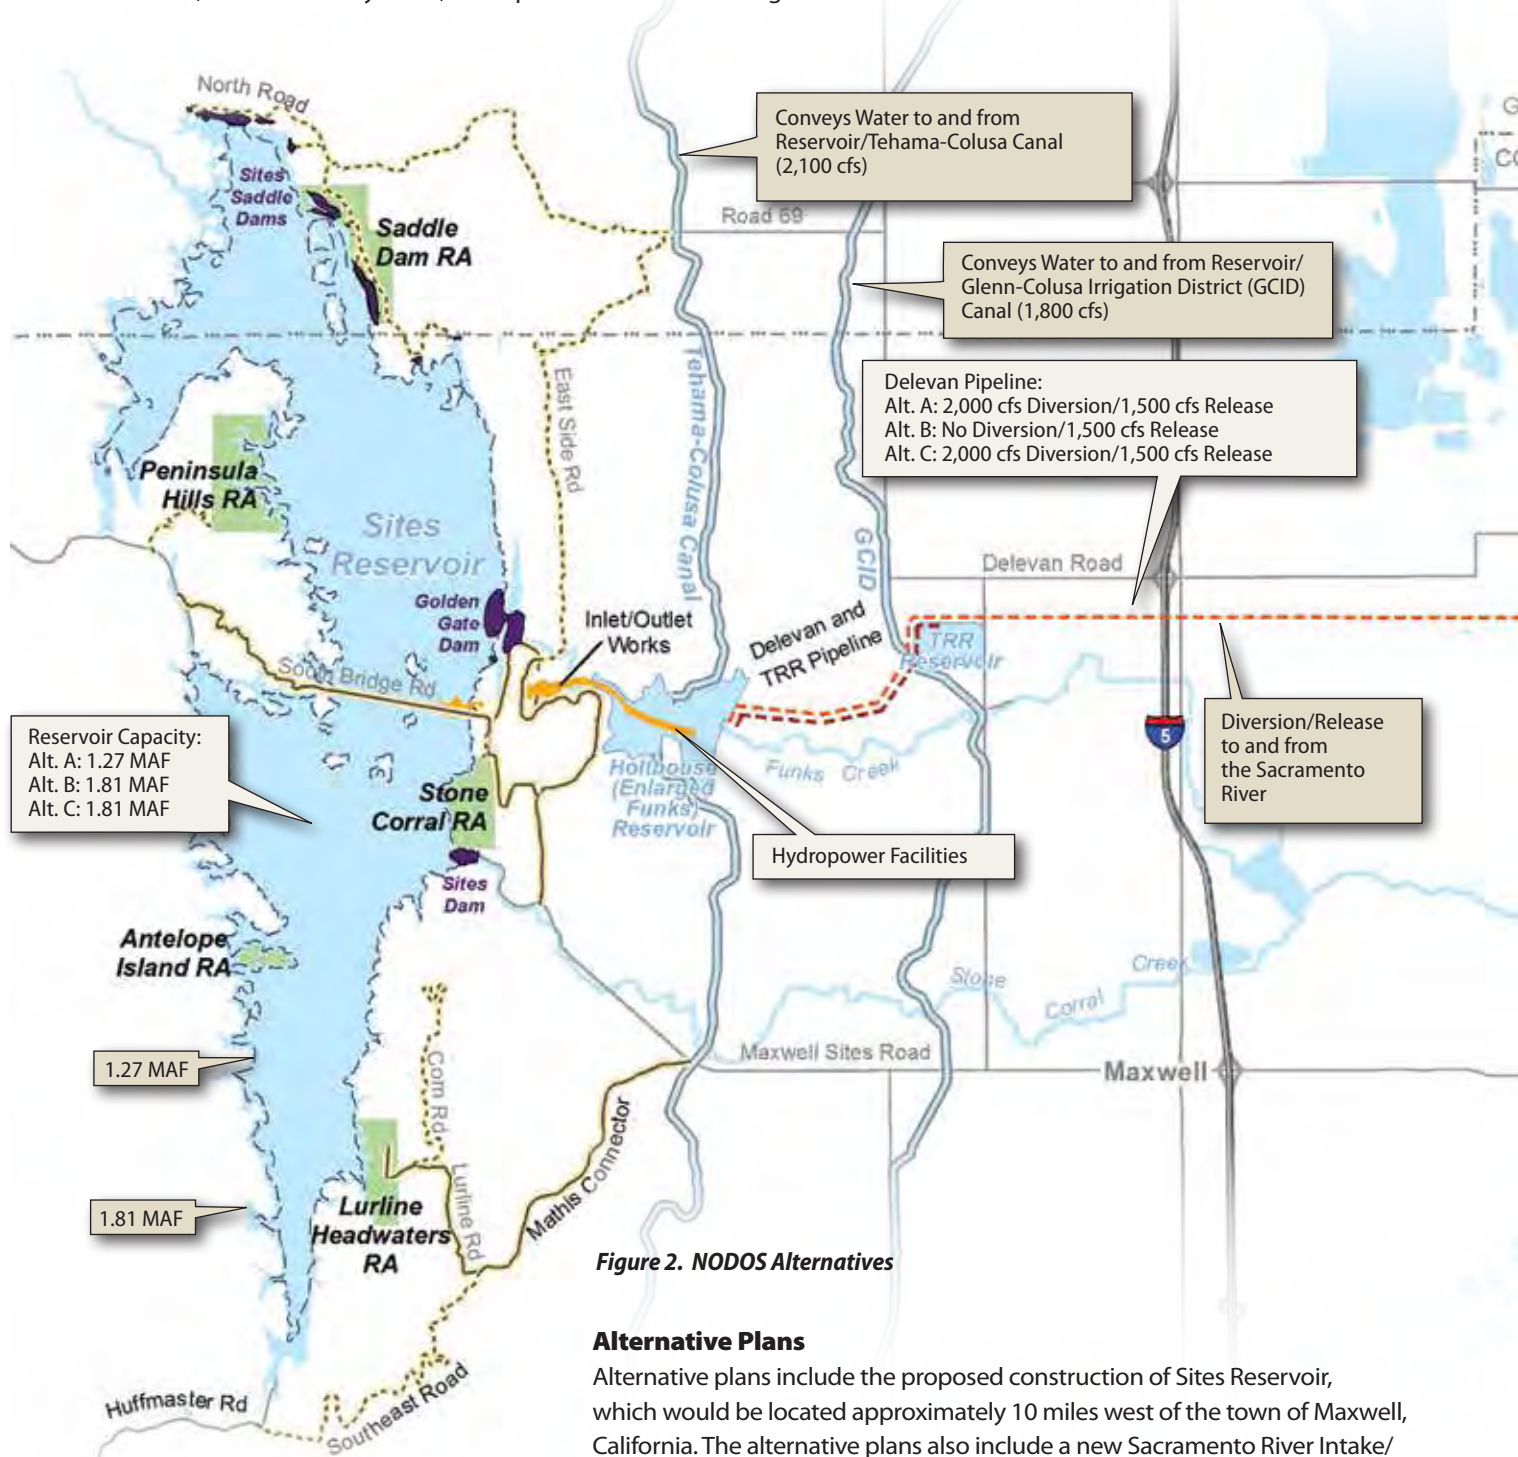 North Road
Sites
Saddle
Dams
Saddle
Dam RA
Conveys Water to and from
Reservoir/Tehama-Colusa Canal
(2,100 cfs)
Road 69
Conveys Water to and from Reservoir/
Glenn-Colusa Irrigation District (GCID)
Canal (1,800 cfs)
Delevan Pipeline:
Alt. A: 2,000 cfs Diversion/1,500 cfs Release
Alt. B: No Diversion/1,500 cfs Release
Alt. C: 2,000 cfs Diversion/1,500 cfs Release
Tehama-Colusa Canal
East Side Rd
GCID
Peninsula
Hills RA
Sites
Reservoir
Delevan Road
Golden
Gate
Dam
Inlet/Outlet
Works
Delevan and
TRR Pipeline
TRR
Reservoir
South Bridge Rd
Reservoir Capacity:
Alt. A: 1.27 MAF
Alt. B: 1.81 MAF
Alt. C: 1.81 MAF
5
Diversion/Release
to and from
the Sacramento
River
Holthouse
(Enlarged
Funks)
Reservoir
Funks Creek
Stone
Corral RA
Hydropower Facilities
Sites
Dam
Antelope
Island RA
Stone Corral Creek
1.27 MAF
Com Rd
Maxwell Sites Road
Maxwell
1.81 MAF
Lurline
Headwaters
RA
Lurline Rd
Mathis Connector
Huffmaster Rd
Southeast Road
Figure 2. NODOS Alternatives
Alternative Plans
Alternative plans include the proposed construction of Sites Reservoir,
which would be located approximately 10 miles west of the town of Maxwell,
California. The alternative plans also include a new Sacramento River Intake/